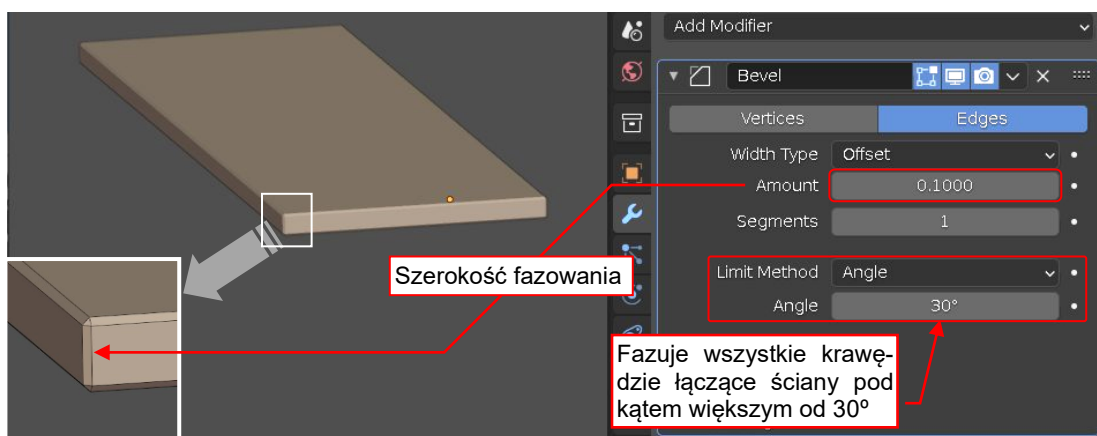 Add Modifier
Bevel
Vertices Edges
Width Type Offset
Amount 0.1000
Segments 1
Szerokość fazowania
Limit Method Angle
Angle 30°
Fazuje wszystkie krawę-
dzie łączące ściany pod
kątem większym od 30º